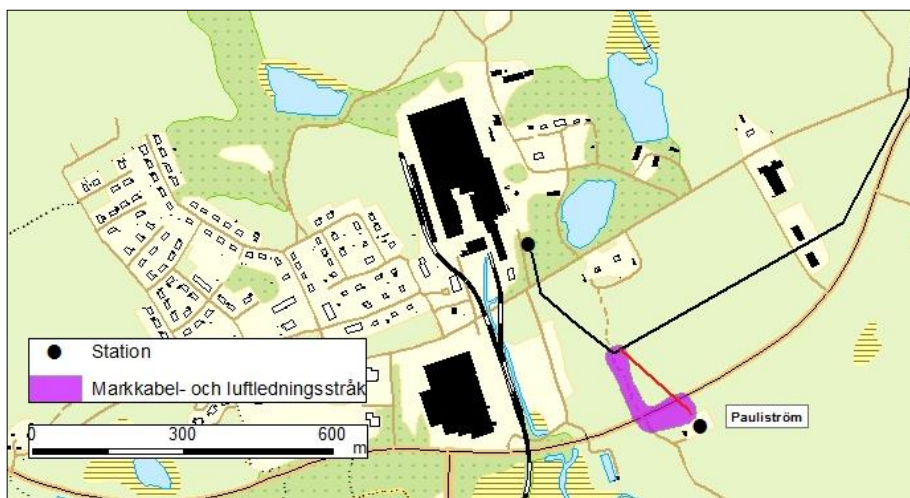 Station
Markkabel- och luftledningsstråk
0 300 600
m
Pauliström